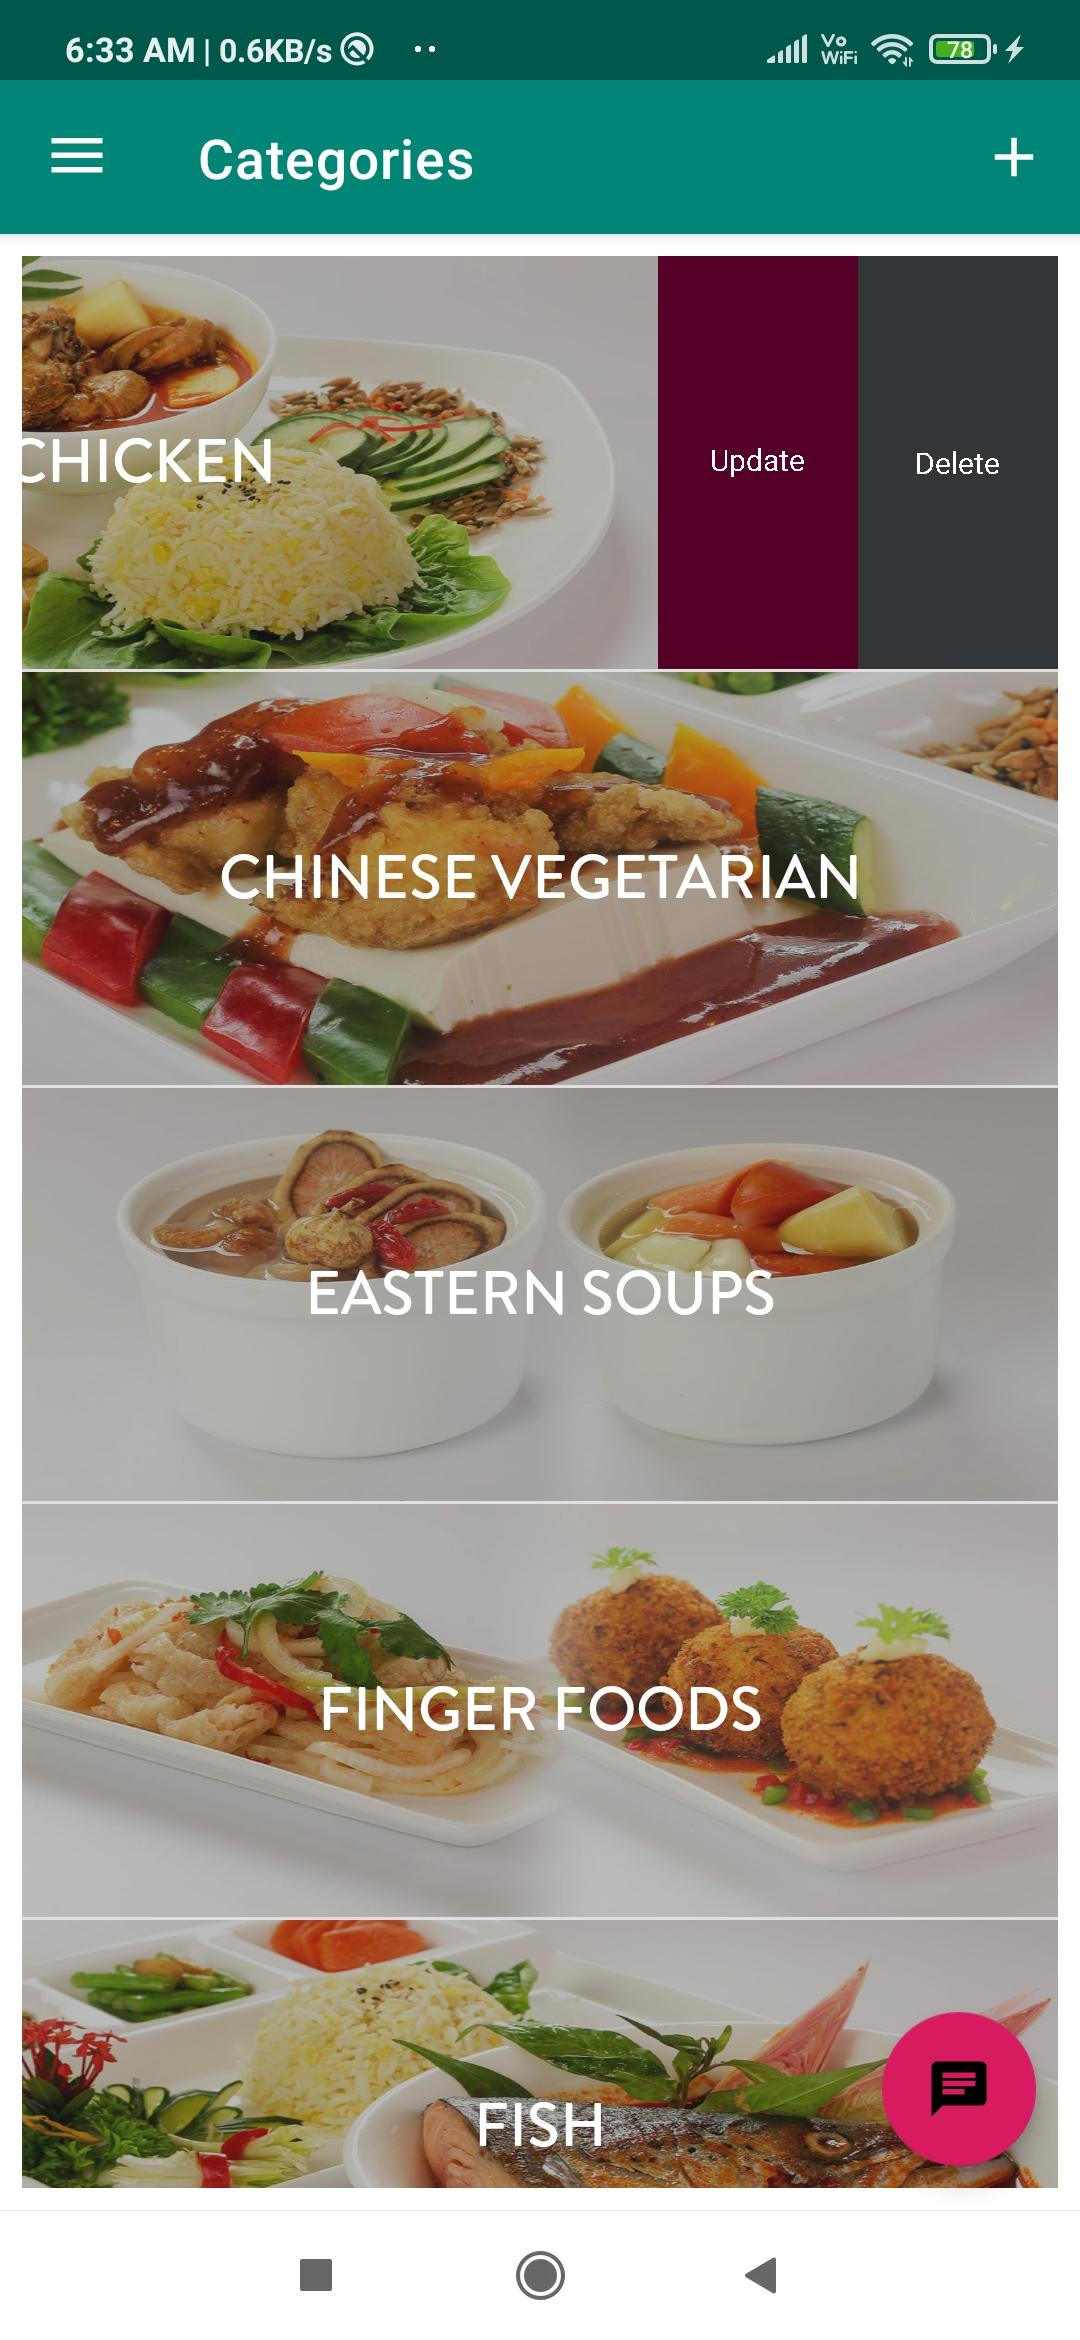 6:33 AM | 0.6KB/s
Vo
WiFi
78
Categories
CHICKEN
Update
Delete
CHINESE VEGETARIAN
EASTERN SOUPS
FINGER FOODS
FISH